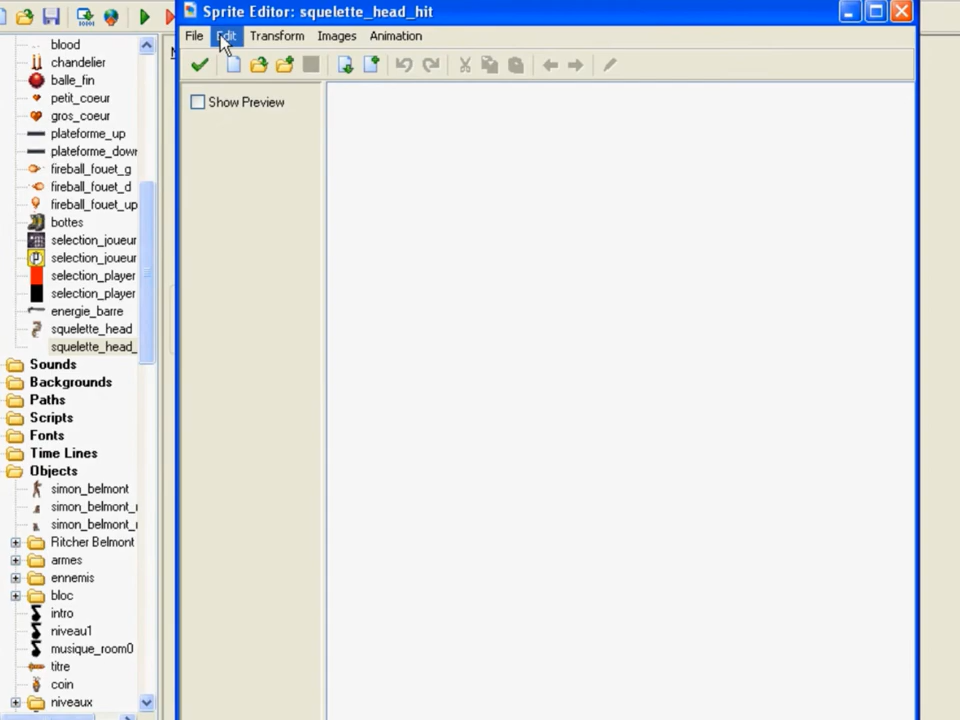 Sprite Editor: squelette_head_hit
File Edit Transform Images Animation
Show Preview
blood
chandelier
balle_fin
petit_coeur
gros_coeur
plateforme_up
plateforme_down
fireball_fouet_g
fireball_fouet_d
fireball_fouet_up
bottes
selection_joueur
selection_joueur
selection_player
selection_player
energie_barre
squelette_head
squelette_head_
Sounds
Backgrounds
Paths
Scripts
Fonts
Time Lines
Objects
simon_belmont
simon_belmont_
simon_belmont_
Ritcher Belmont
armes
ennemis
bloc
intro
niveau1
musique_room0
titre
coin
niveaux